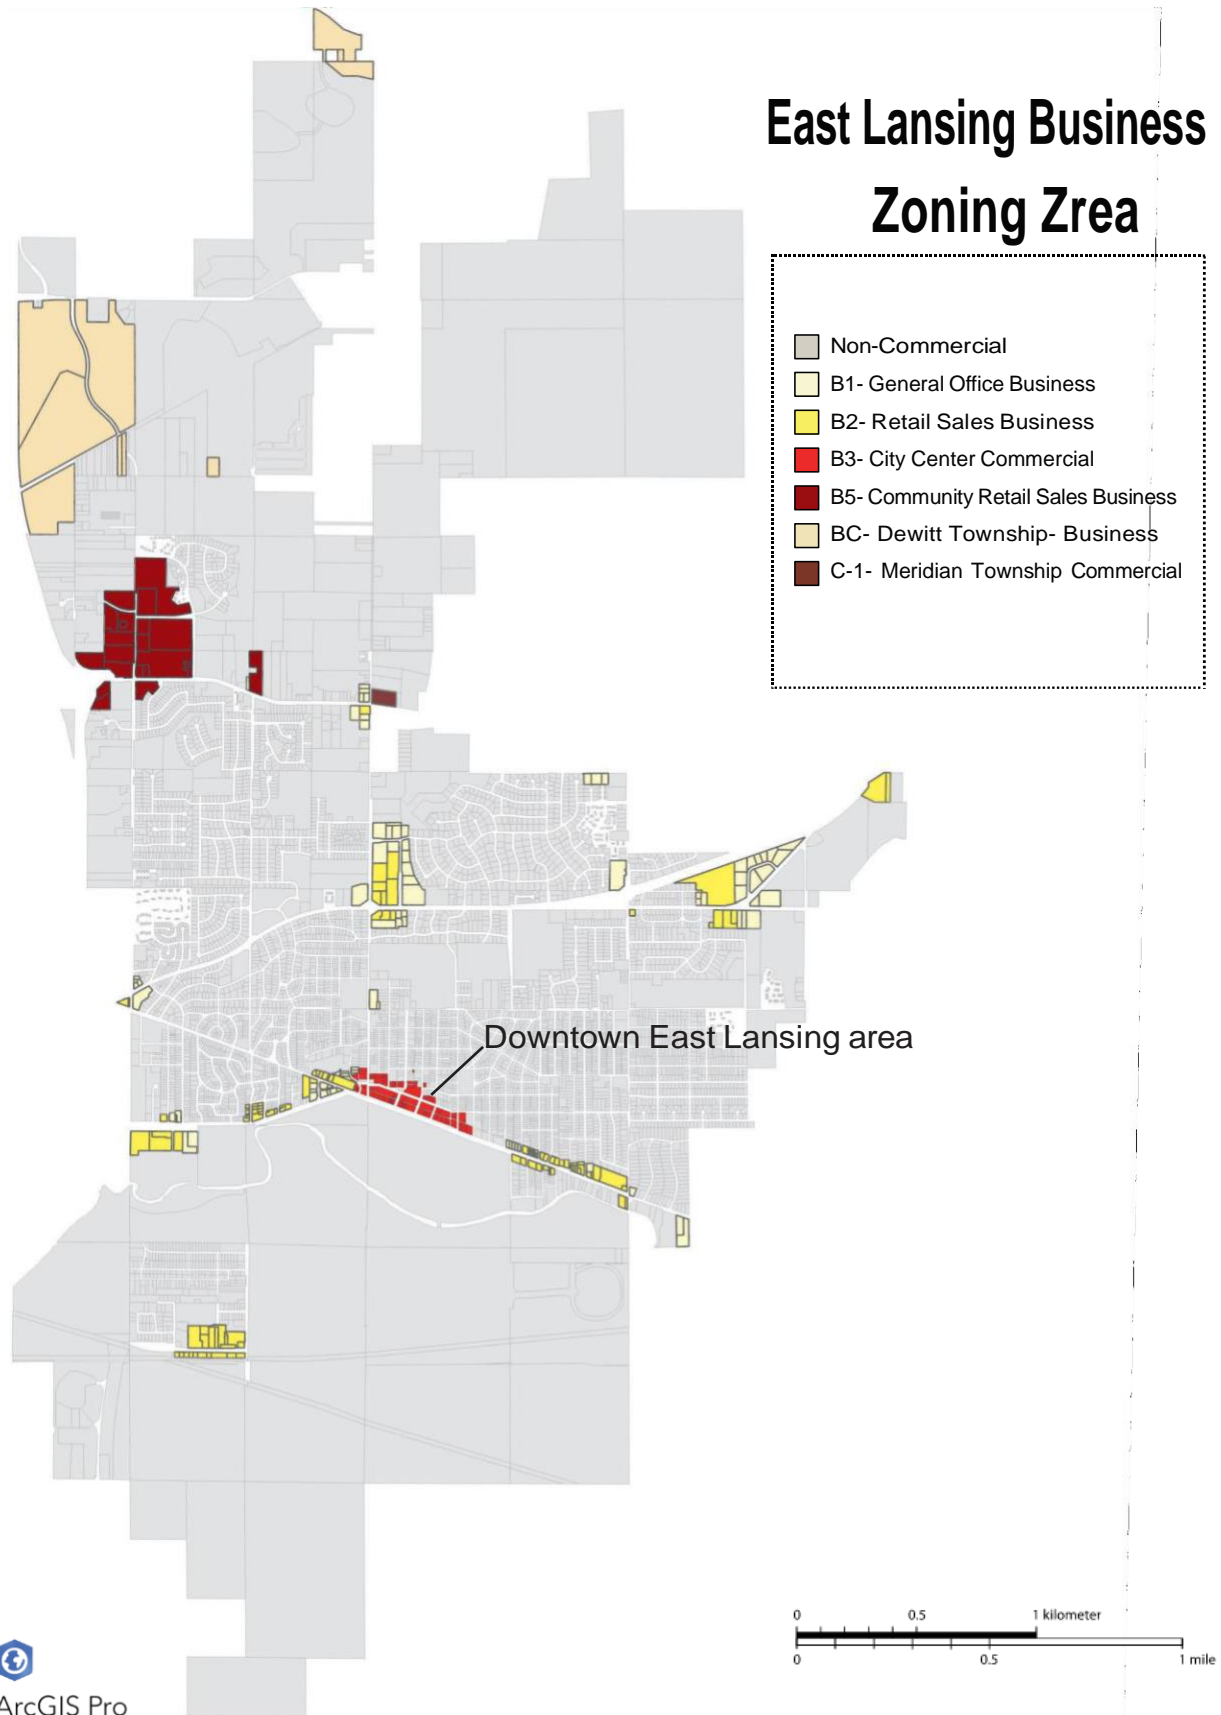 East Lansing Business
Zoning Zrea
Non-Commercial
B1- General Office Business
B2- Retail Sales Business
B3- City Center Commercial
B5- Community Retail Sales Business
BC- Dewitt Township- Business
C-1- Meridian Township Commercial
Downtown East Lansing area
0 0.5 1 kilometer
0 0.5 1 mile
ArcGIS Pro